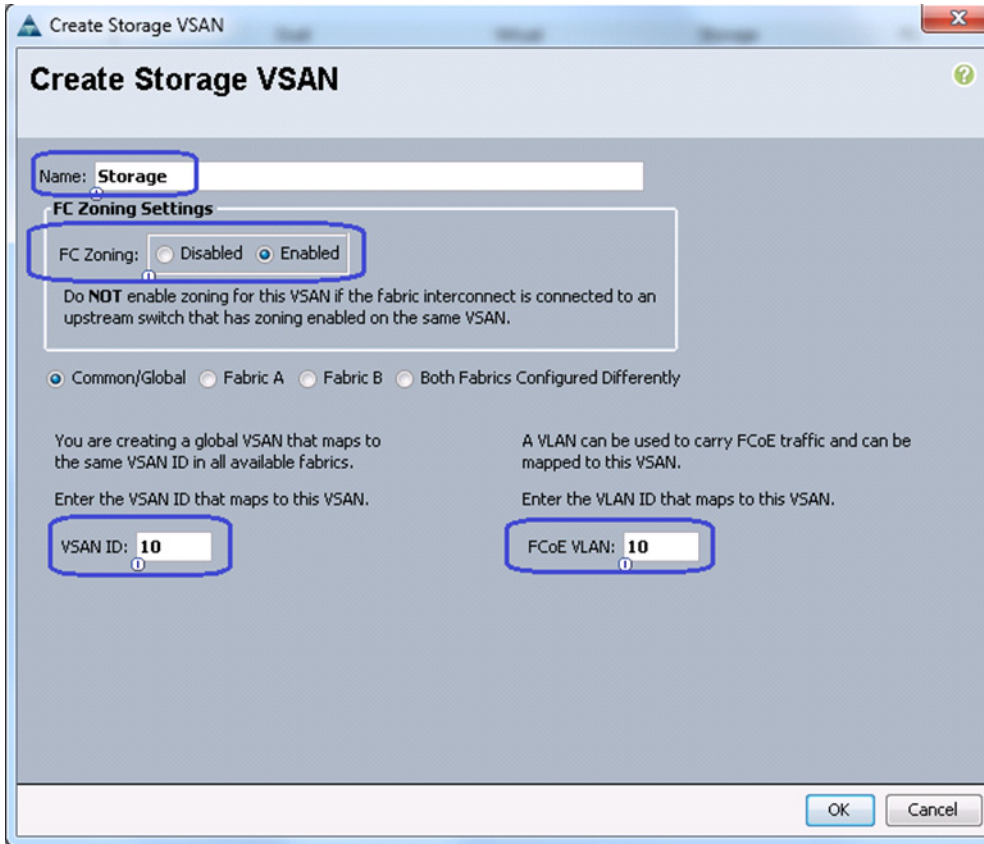 Create Storage VSAN
Create Storage VSAN
Name: Storage
FC Zoning Settings
FC Zoning: Disabled Enabled
Do NOT enable zoning for this VSAN if the fabric interconnect is connected to an
upstream switch that has zoning enabled on the same VSAN.
Common/Global Fabric A Fabric B Both Fabrics Configured Differently
You are creating a global VSAN that maps to
the same VSAN ID in all available fabrics.
Enter the VSAN ID that maps to this VSAN.
VSAN ID: 10
A VLAN can be used to carry FCoE traffic and can be
mapped to this VSAN.
Enter the VLAN ID that maps to this VSAN.
FCoE VLAN: 10
OK Cancel